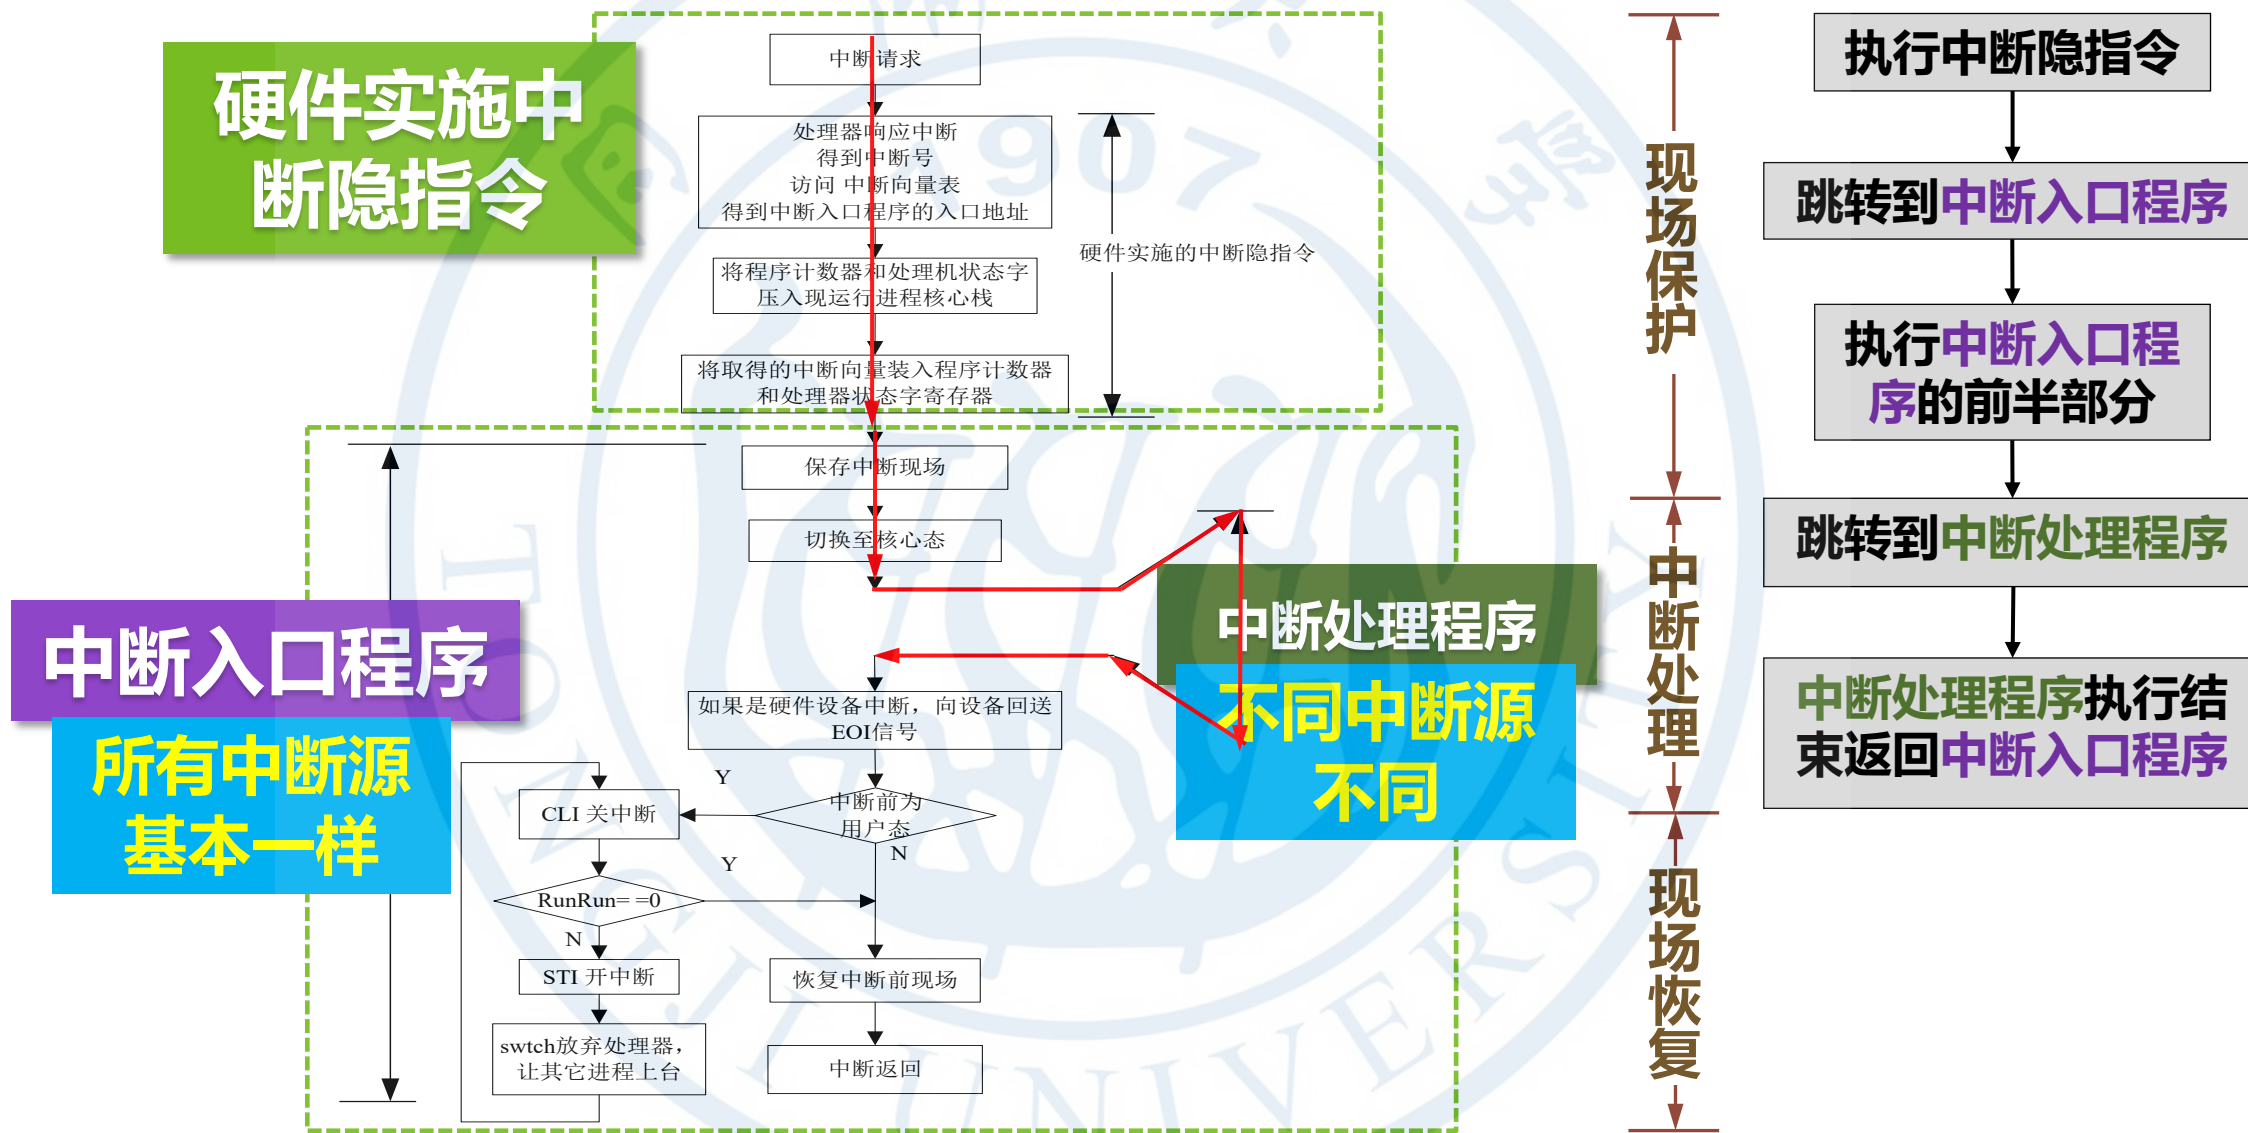 硬件实施中
断隐指令
中断请求
处理器响应中断
得到中断号
访问 中断向量表
得到中断入口程序的入口地址
将程序计数器和处理机状态字
压入现运行进程核心栈
将取得的中断向量装入程序计数器
和处理器状态字寄存器
硬件实施的中断隐指令
保存中断现场
切换至核心态
中断入口程序
所有中断源
基本一样
中断处理程序
不同中断源
不同
如果是硬件设备中断，向设备回送
EOI信号
中断前为
用户态
Y
N
CLI 关中断
RunRun= =0
Y
N
STI 开中断
swtch放弃处理器，
让其它进程上台
恢复中断前现场
中断返回
现场保护
中断处理
现场恢复
执行中断隐指令
跳转到中断入口程序
执行中断入口程
序的前半部分
跳转到中断处理程序
中断处理程序执行结
束返回中断入口程序
1907
TONGJI UNIVERSITY